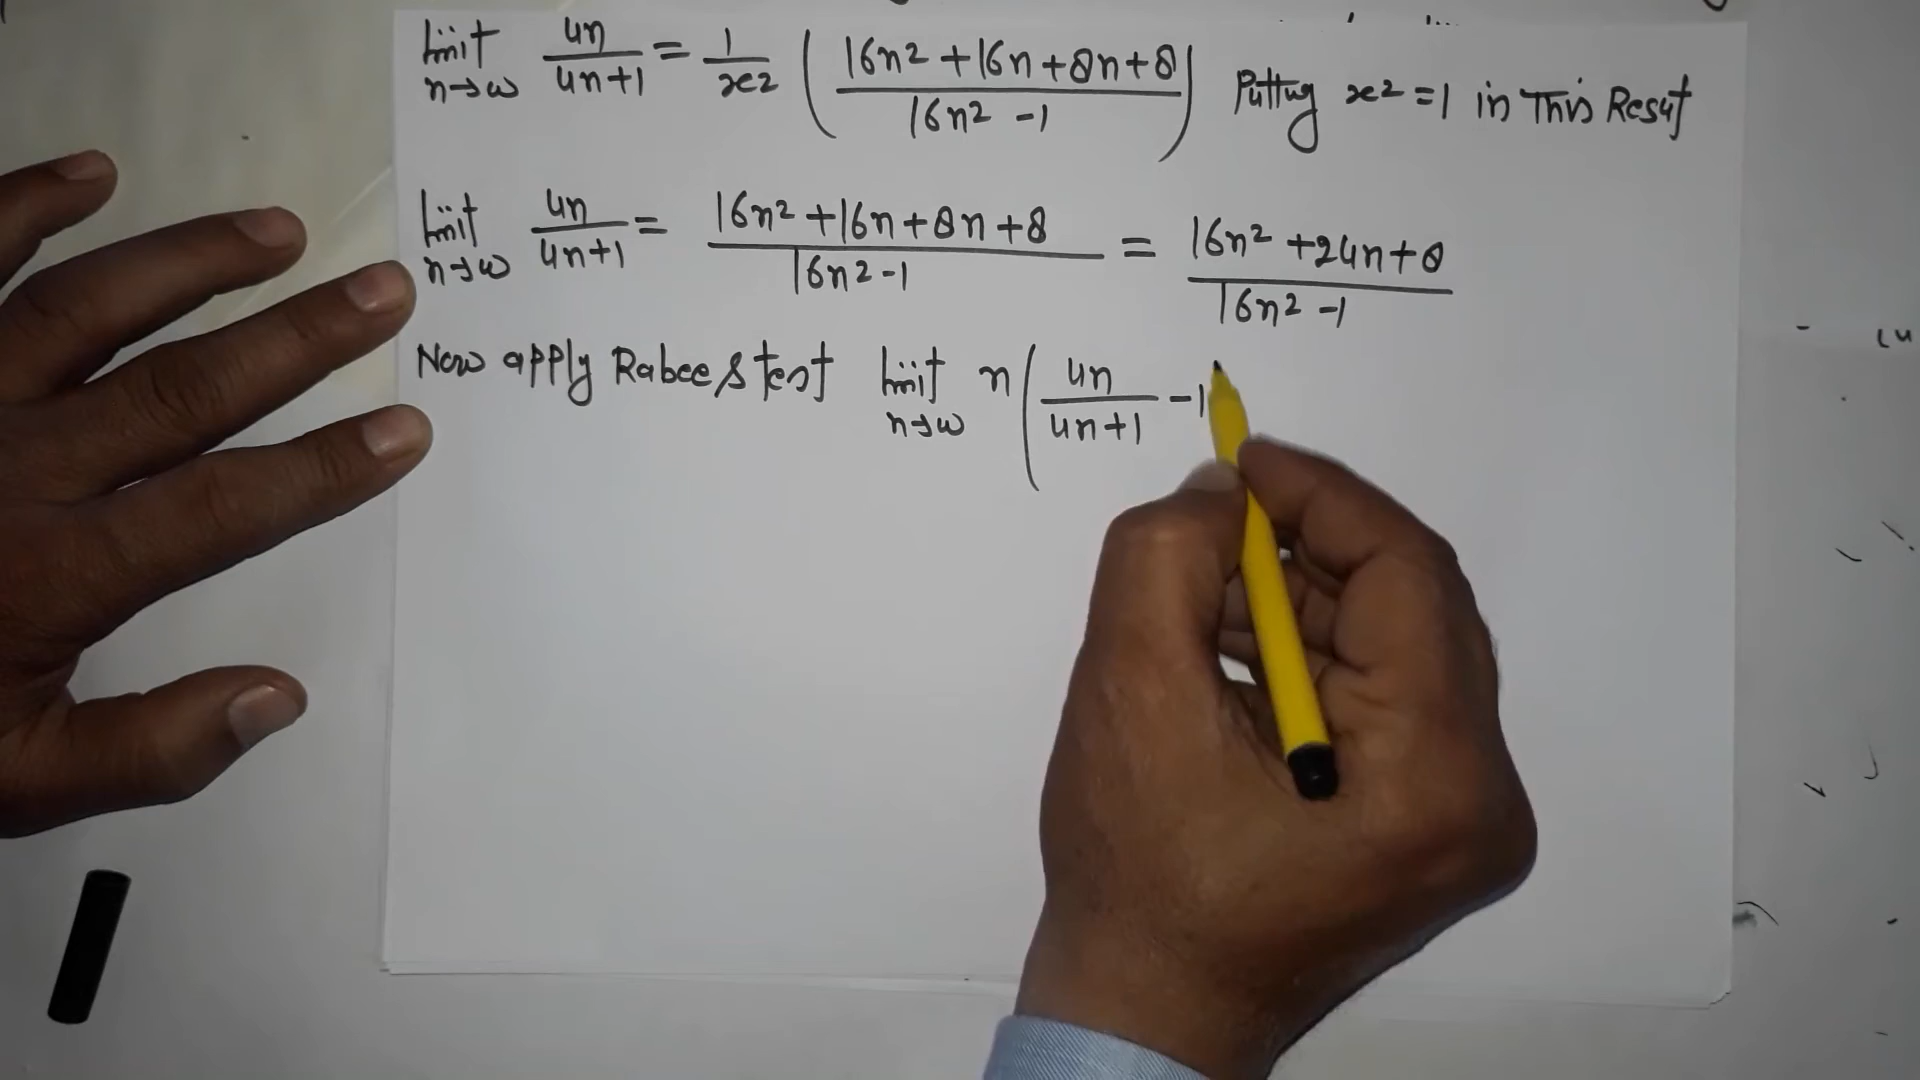 limit n→∞ un/un+1 = 1/x2 (16n2+16n+8n+8/16n2-1) Putting x2=1 in This Result
limit n→∞ un/un+1 = 16n2+16n+8n+8/16n2-1 = 16n2+24n+8/16n2-1
Now apply Rabee,s test limit n→∞ n(un/un+1 -1